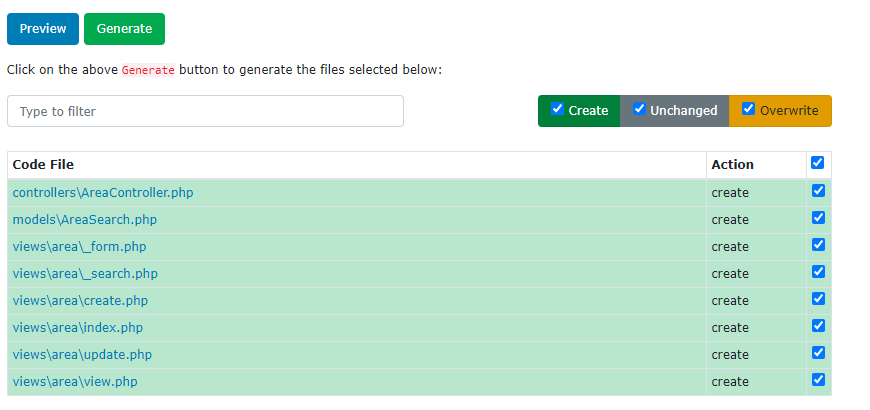 Preview Generate
Click on the above Generate button to generate the files selected below:
Type to filter Create Unchanged Overwrite
Code File Action
controllers\AreaController.php create
models\AreaSearch.php create
views\area\_form.php create
views\area\_search.php create
views\area\create.php create
views\area\index.php create
views\area\update.php create
views\area\view.php create